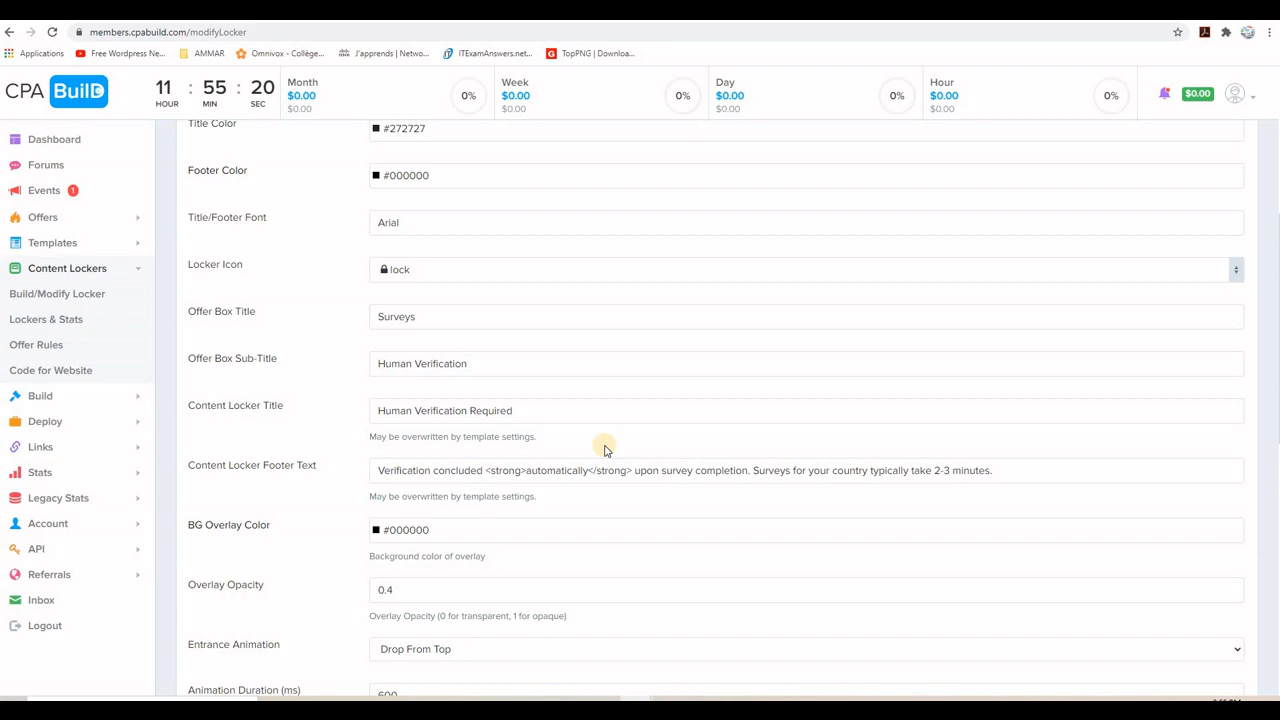 members.cpabuild.com/modifyLocker
Applications Free Wordpress Ne... AMMAR Omnivox - Collège... J'apprends | Netwo... ITExamAnswers.net... TopPNG | Downloa...
CPA BuilD 11 : 55 : 20 Month Week Day Hour
HOUR MIN SEC $0.00 0% $0.00 0% $0.00 0% $0.00 0% $0.00
$0.00 $0.00 $0.00 $0.00
Dashboard
Forums
Events 1
Offers
Templates
Content Lockers
Build/Modify Locker
Lockers & Stats
Offer Rules
Code for Website
Build
Deploy
Links
Stats
Legacy Stats
Account
API
Referrals
Inbox
Logout
Title Color #272727
Footer Color #000000
Title/Footer Font Arial
Locker Icon lock
Offer Box Title Surveys
Offer Box Sub-Title Human Verification
Content Locker Title Human Verification Required
May be overwritten by template settings.
Content Locker Footer Text Verification concluded <strong>automatically</strong> upon survey completion. Surveys for your country typically take 2-3 minutes.
May be overwritten by template settings.
BG Overlay Color #000000
Background color of overlay
Overlay Opacity 0.4
Overlay Opacity (0 for transparent, 1 for opaque)
Entrance Animation Drop From Top
Animation Duration (ms) 600